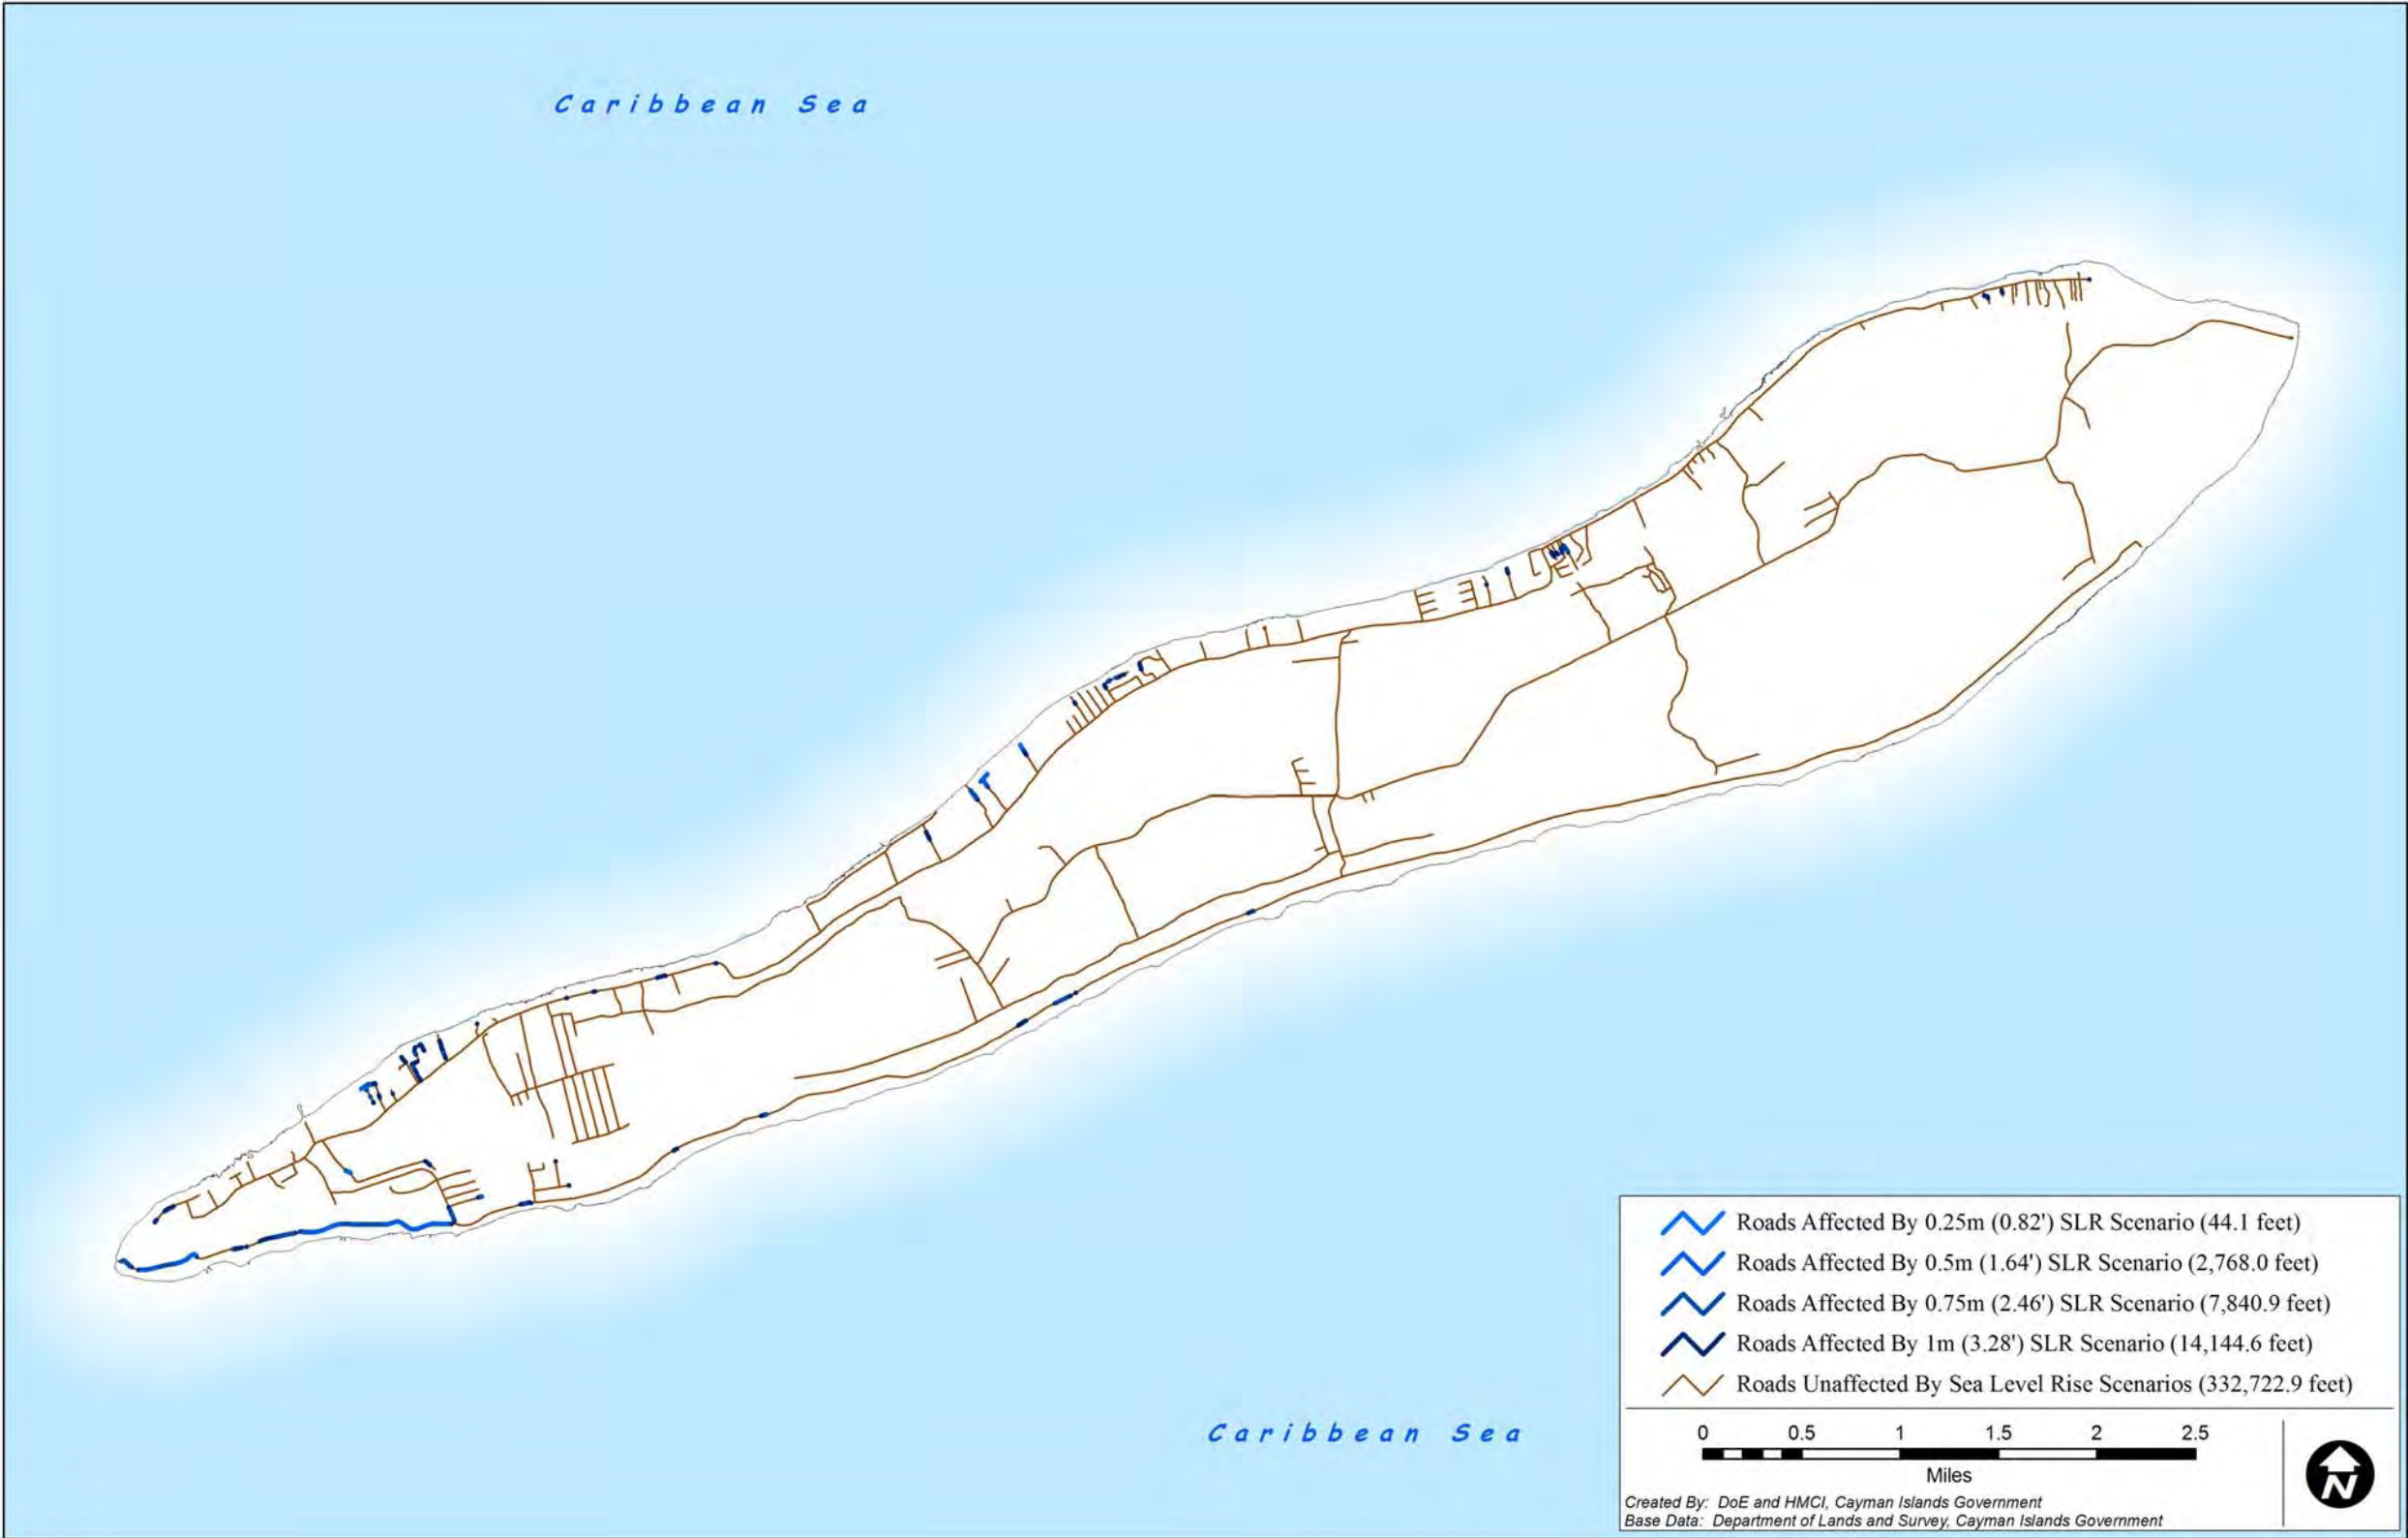 Caribbean Sea
Roads Affected By 0.25m (0.82') SLR Scenario (44.1 feet)
Roads Affected By 0.5m (1.64') SLR Scenario (2,768.0 feet)
Roads Affected By 0.75m (2.46') SLR Scenario (7,840.9 feet)
Roads Affected By 1m (3.28') SLR Scenario (14,144.6 feet)
Roads Unaffected By Sea Level Rise Scenarios (332,722.9 feet)
Caribbean Sea
0 0.5 1 1.5 2 2.5
Miles
N
Created By: DoE and HMCI, Cayman Islands Government
Base Data: Department of Lands and Survey, Cayman Islands Government